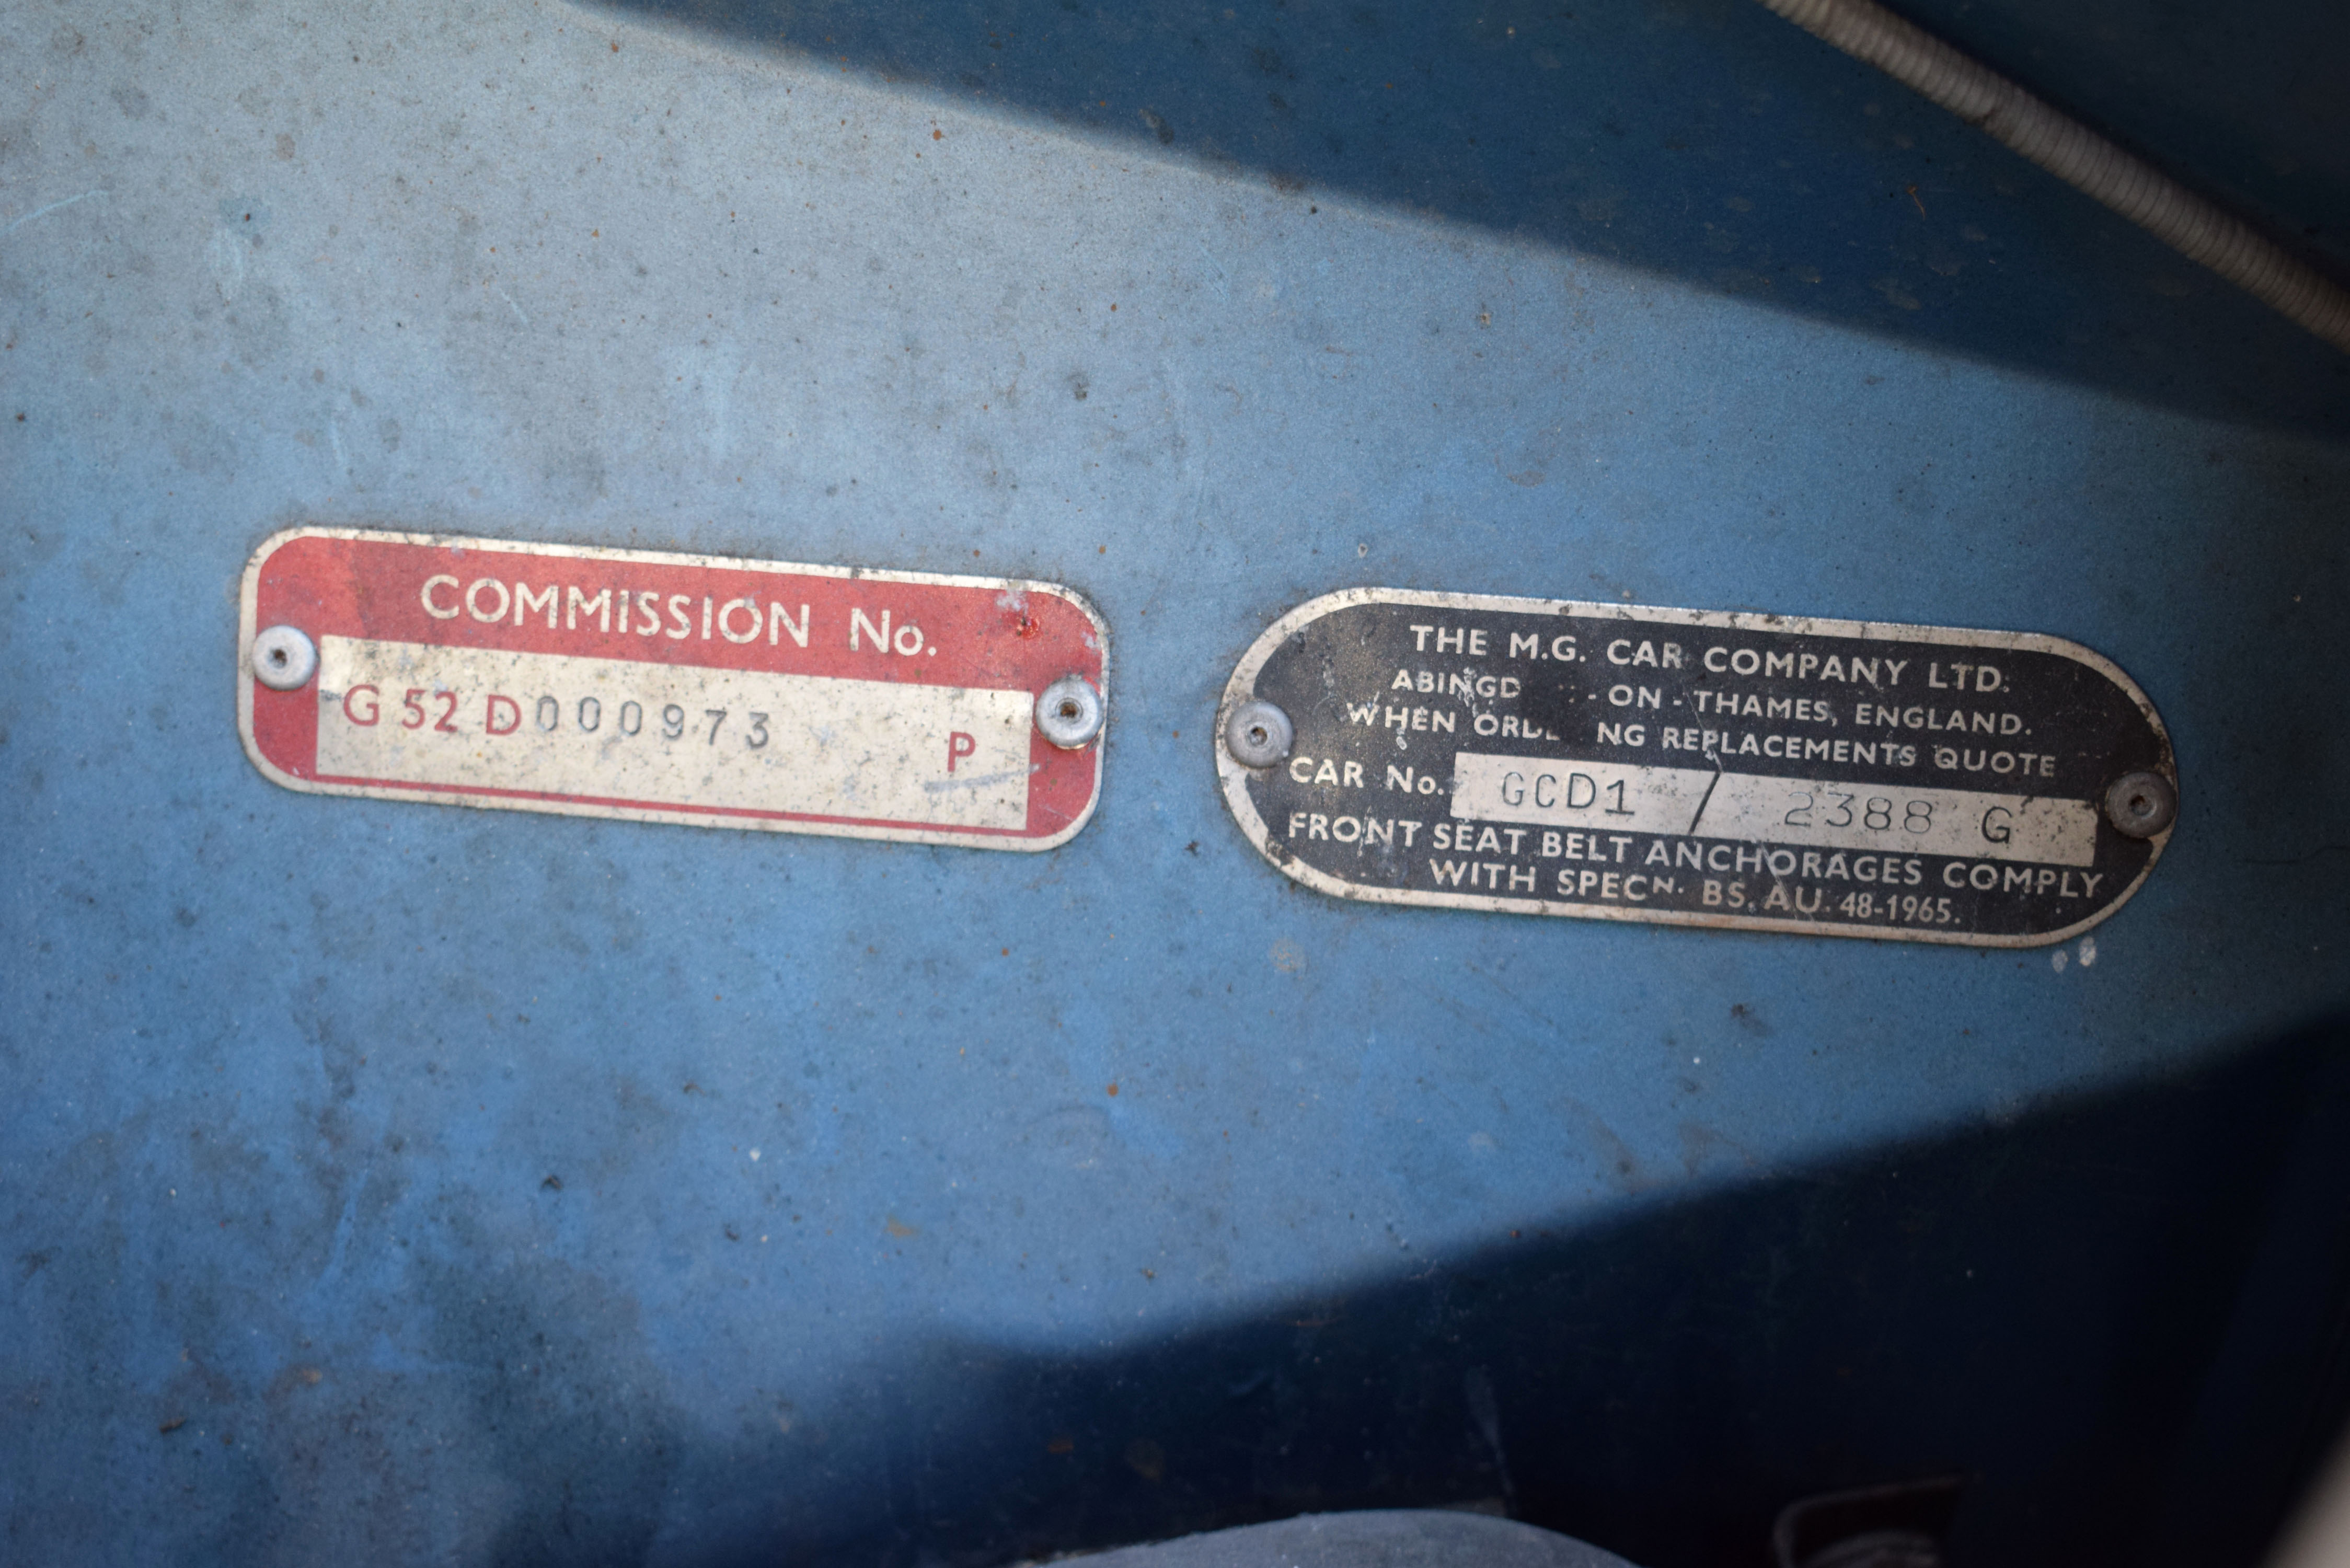 COMMISSION No.
G 52 D000973 P
THE M.G. CAR COMPANY LTD.
- ON - THAMES, ENGLAND.
WHEN REPLACEMENTS QUOTE
CAR No. GCD1 / 2388 G
FRONT SEAT BELT ANCHORAGES COMPLY
WITH SPECN. BS. AU. 48-1965.